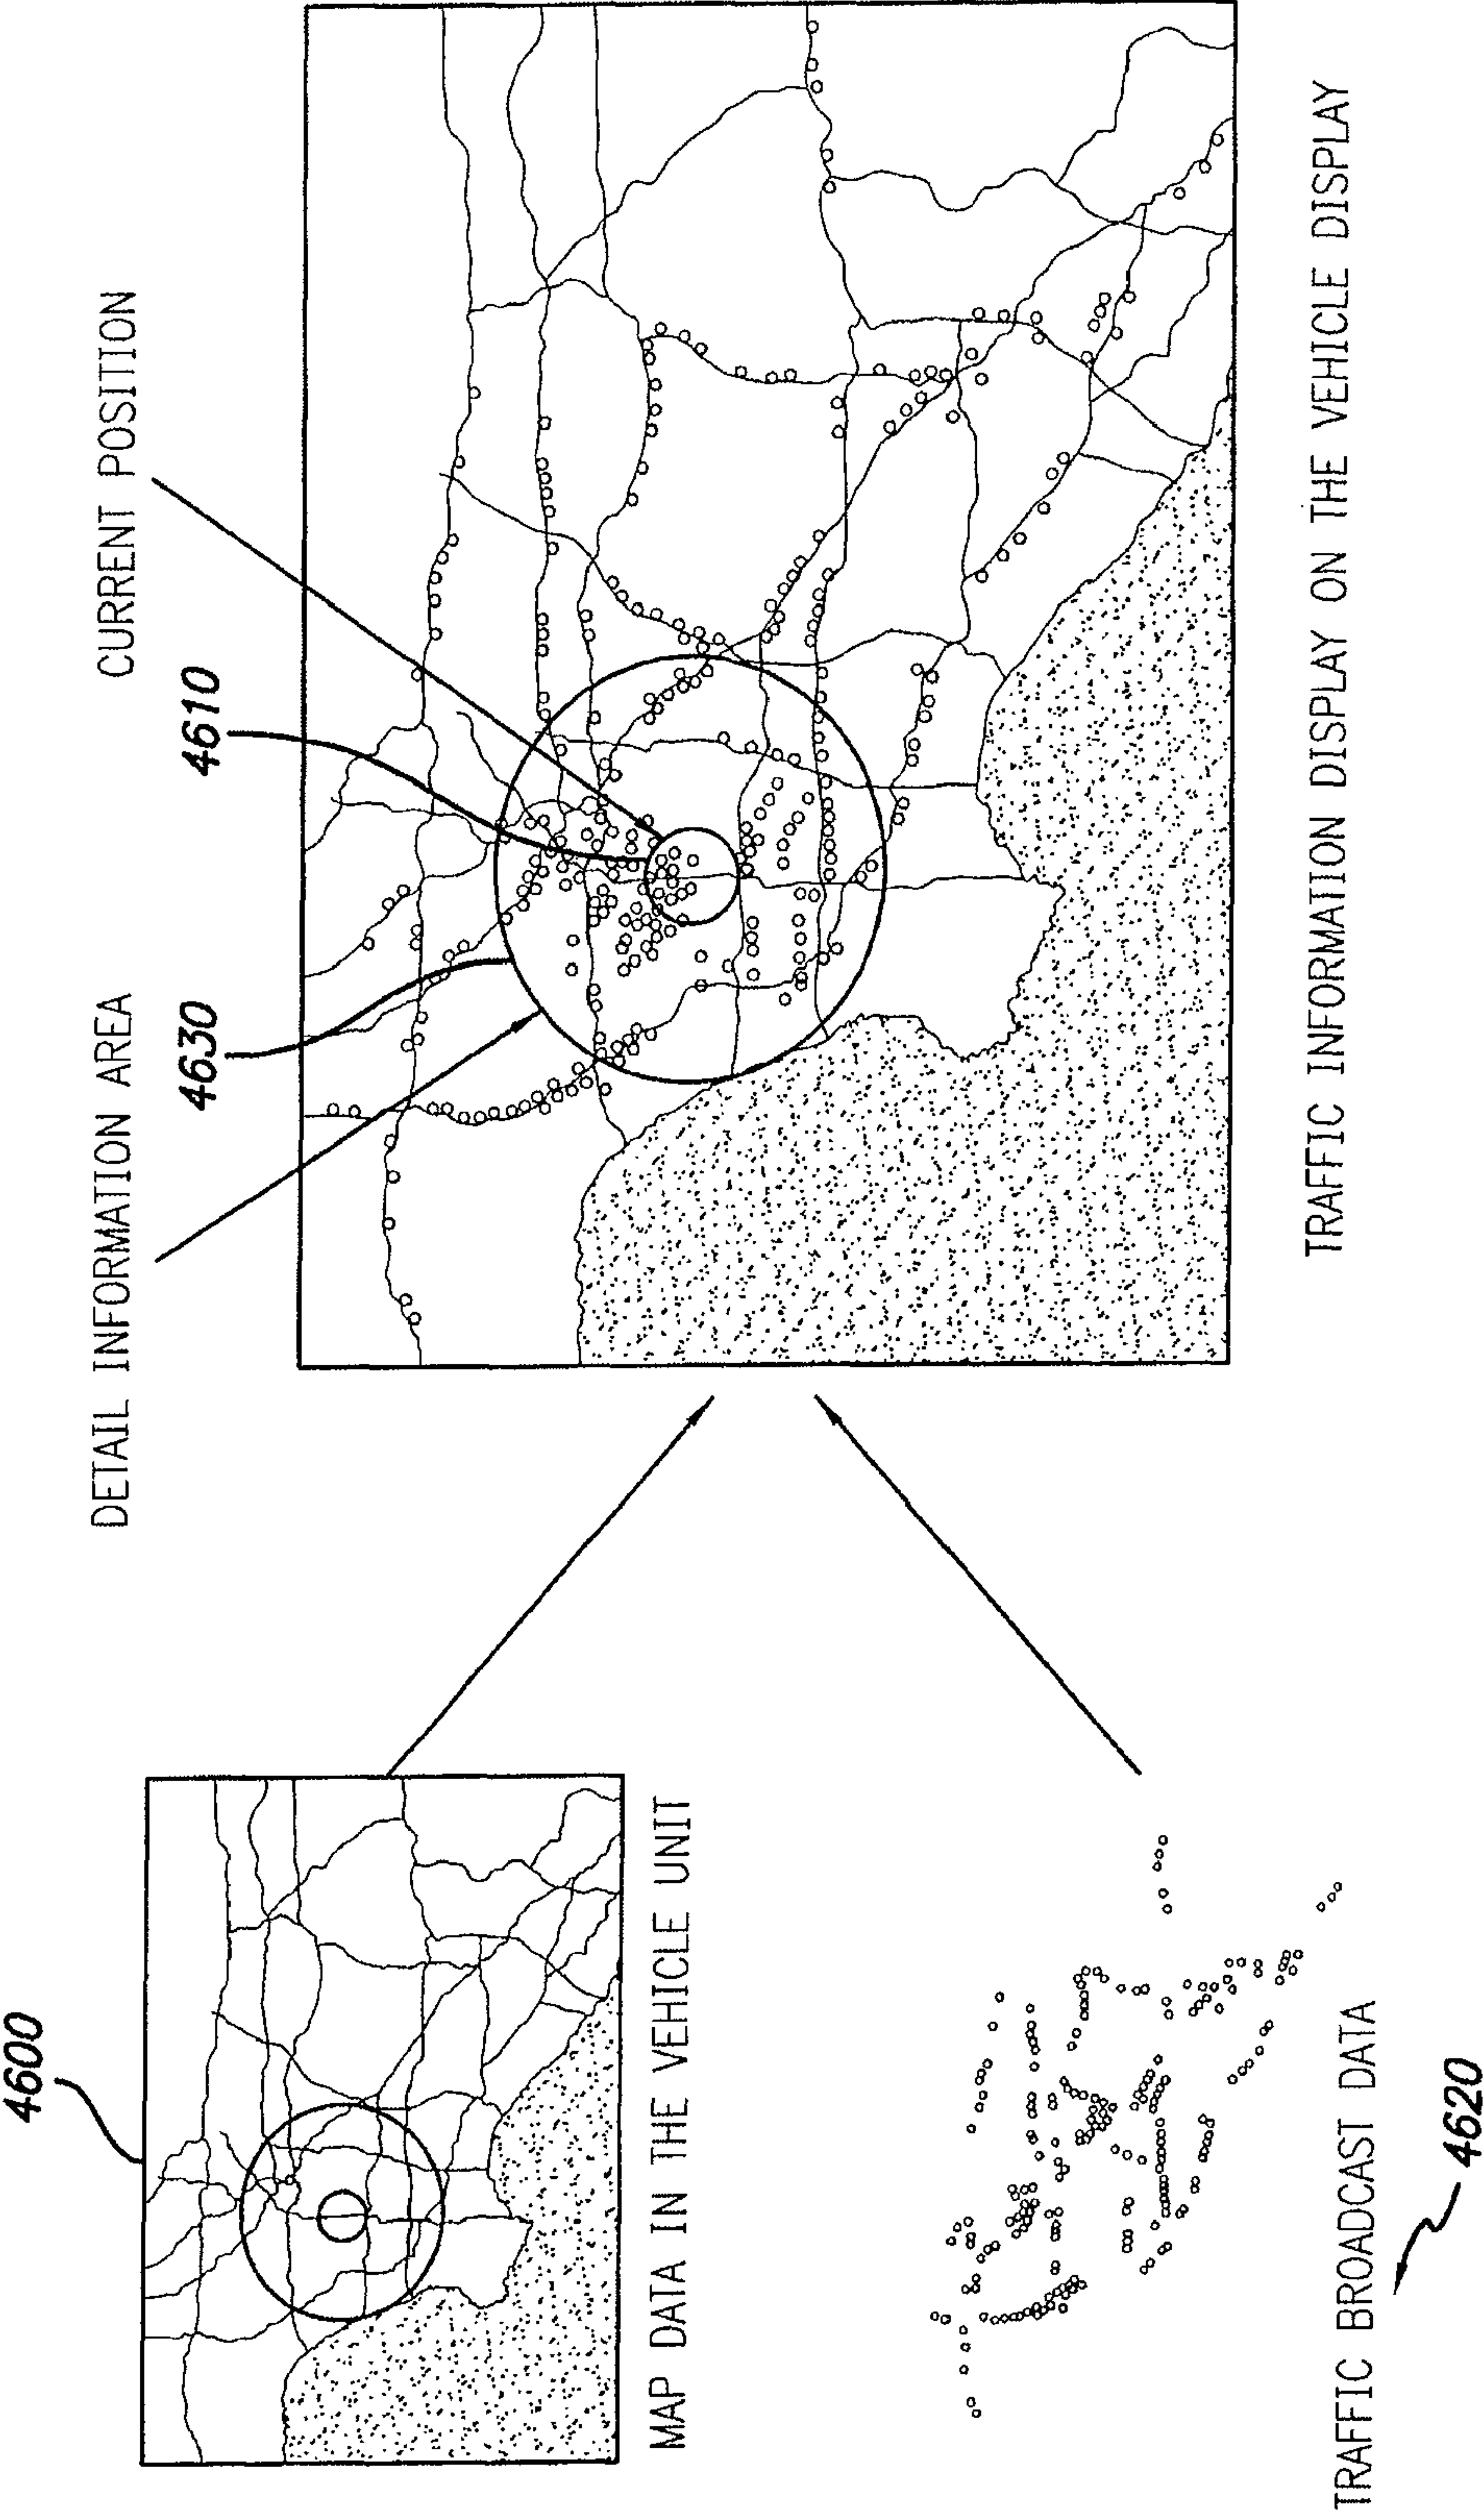 4600
MAP DATA IN THE VEHICLE UNIT
TRAFFIC BROADCAST DATA
4620
DETAIL INFORMATION AREA
4630
CURRENT POSITION
4610
TRAFFIC INFORMATION DISPLAY ON THE VEHICLE DISPLAY